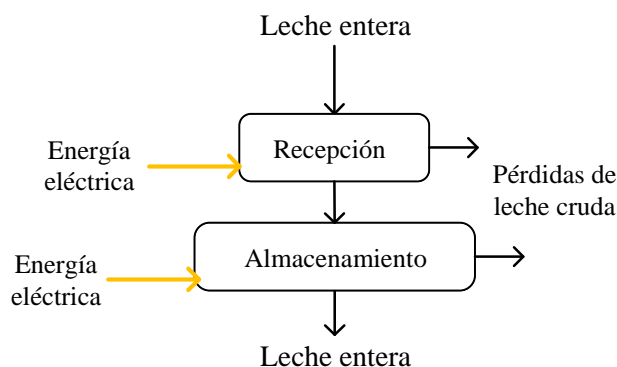 Leche entera
Recepción
Energía
eléctrica
Pérdidas de
leche cruda
Almacenamiento
Energía
eléctrica
Leche entera